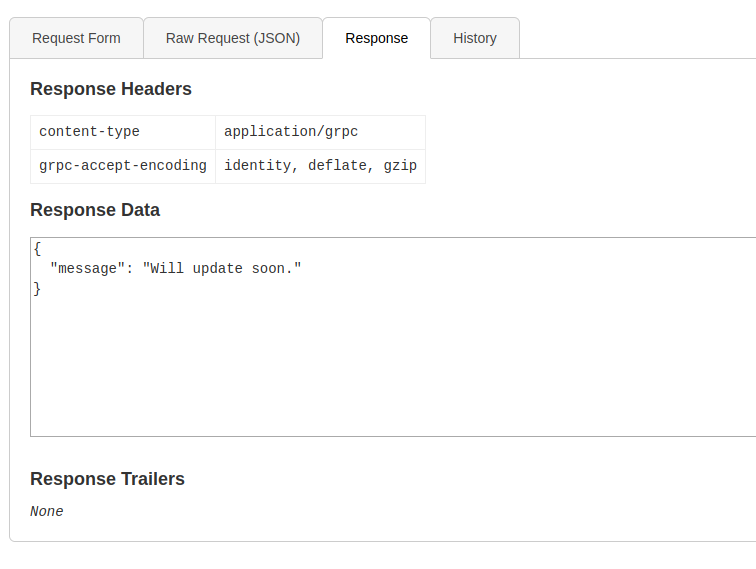 Request Form Raw Request (JSON) Response History
Response Headers
content-type application/grpc
grpc-accept-encoding identity, deflate, gzip
Response Data
{
  "message": "Will update soon."
}
Response Trailers
None